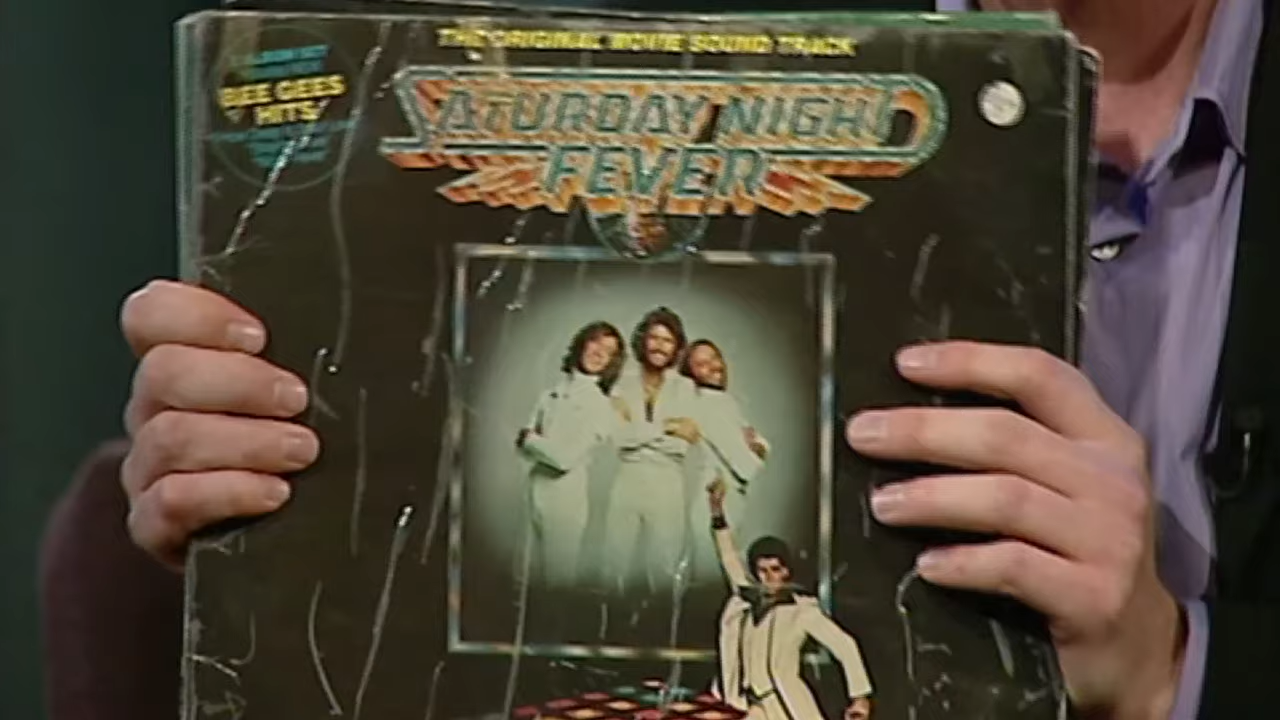 THE ORIGINAL MOVIE SOUND TRACK
BEE GEES
HITS
SATURDAY NIGHT
FEVER